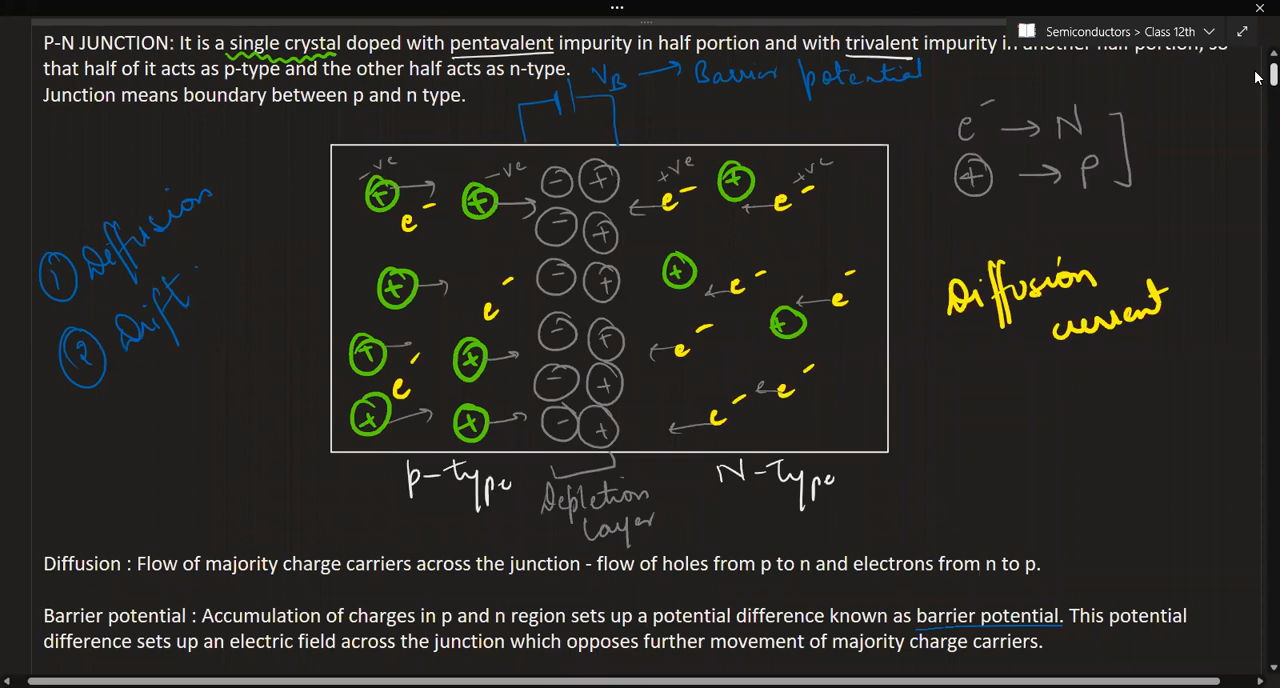 Semiconductors > Class 12th
P-N JUNCTION: It is a single crystal doped with pentavalent impurity in half portion and with trivalent impurity in another half portion, so
that half of it acts as p-type and the other half acts as n-type.
Junction means boundary between p and n type.
VB → Barrier potential
e⁻ → N
+ → P
① Deffusion
② Drift
-ve -ve +ve +ve
+ + - + e⁻ + e⁻
e⁻ - +
+ e⁻ - + + e⁻ e⁻
+ + e⁻ - + e⁻ +
- + e⁻
+ + - + e⁻
Diffusion
current
P-type
N-Type
Depletion
Layer
Diffusion : Flow of majority charge carriers across the junction - flow of holes from p to n and electrons from n to p.
Barrier potential : Accumulation of charges in p and n region sets up a potential difference known as barrier potential. This potential
difference sets up an electric field across the junction which opposes further movement of majority charge carriers.